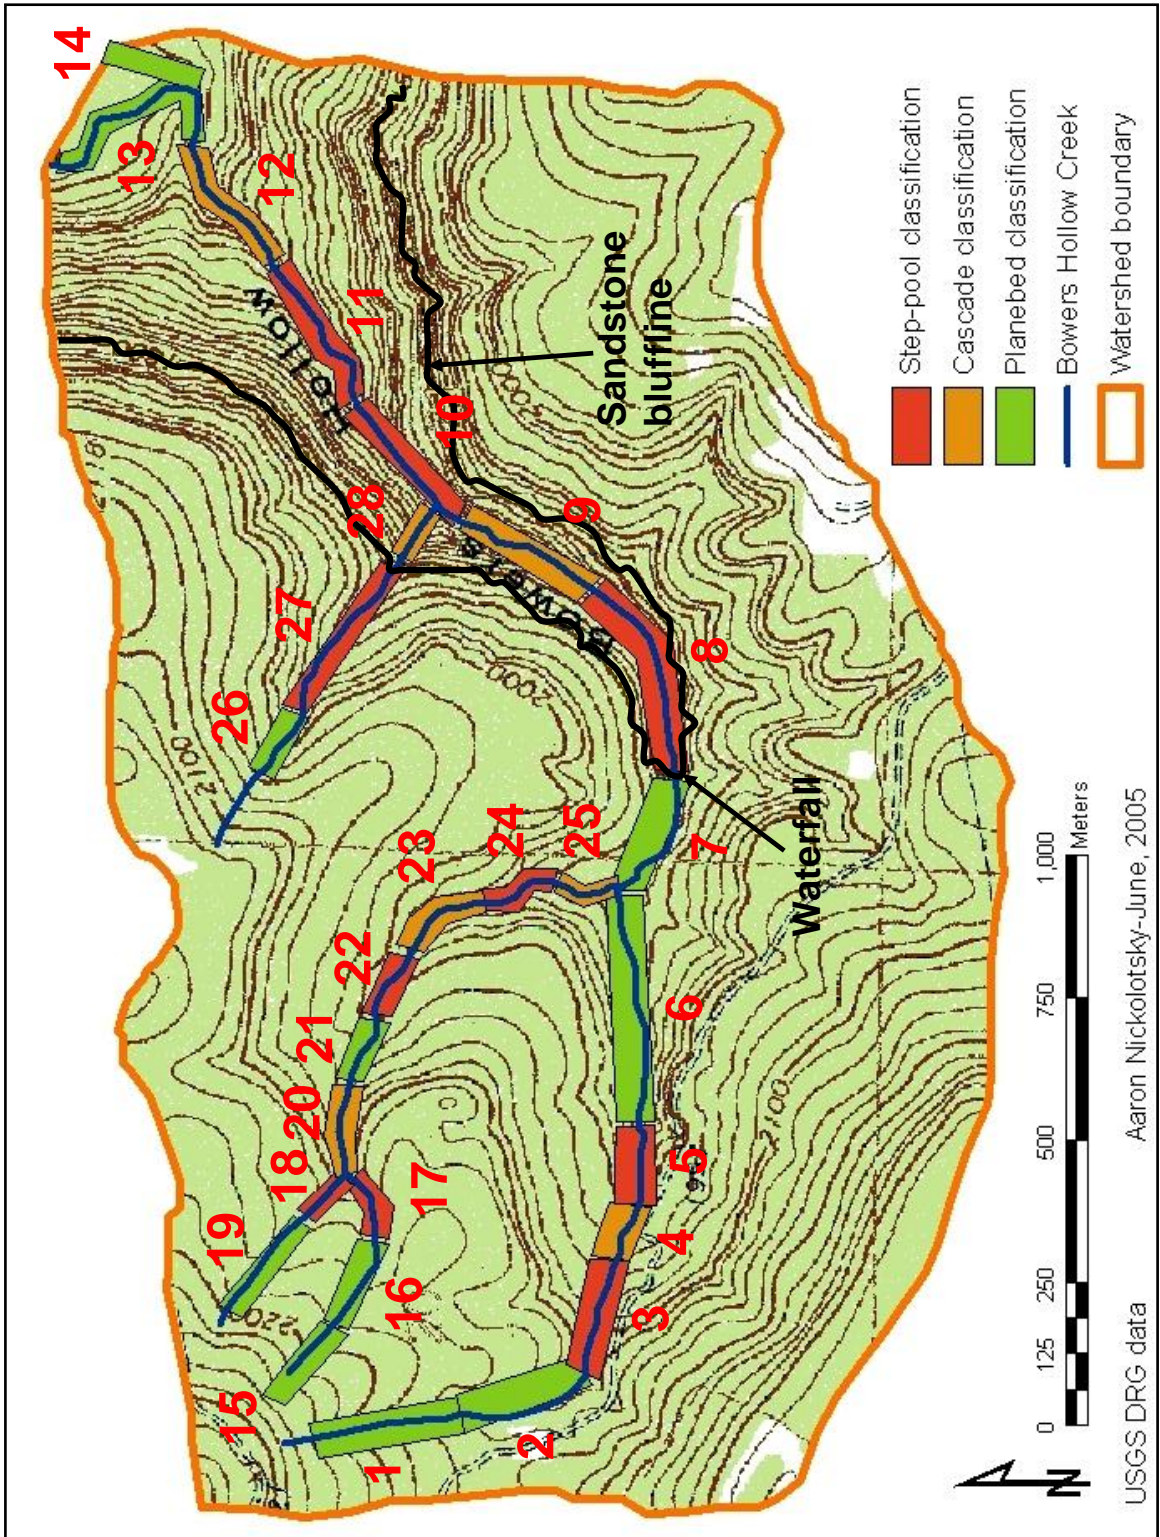 1
2
3
4
5
6
7
8
9
10
11
12
13
14
15
16
17
18
19
20
21
22
23
24
25
26
27
28
2100
2000
Bowers
Hollow
Sandstone
bluffline
Waterfall
Step-pool classification
Cascade classification
Planebed classification
Bowers Hollow Creek
Watershed boundary
N
0 125 250 500 750 1,000
Meters
USGS DRG data Aaron Nickolotsky-June, 2005